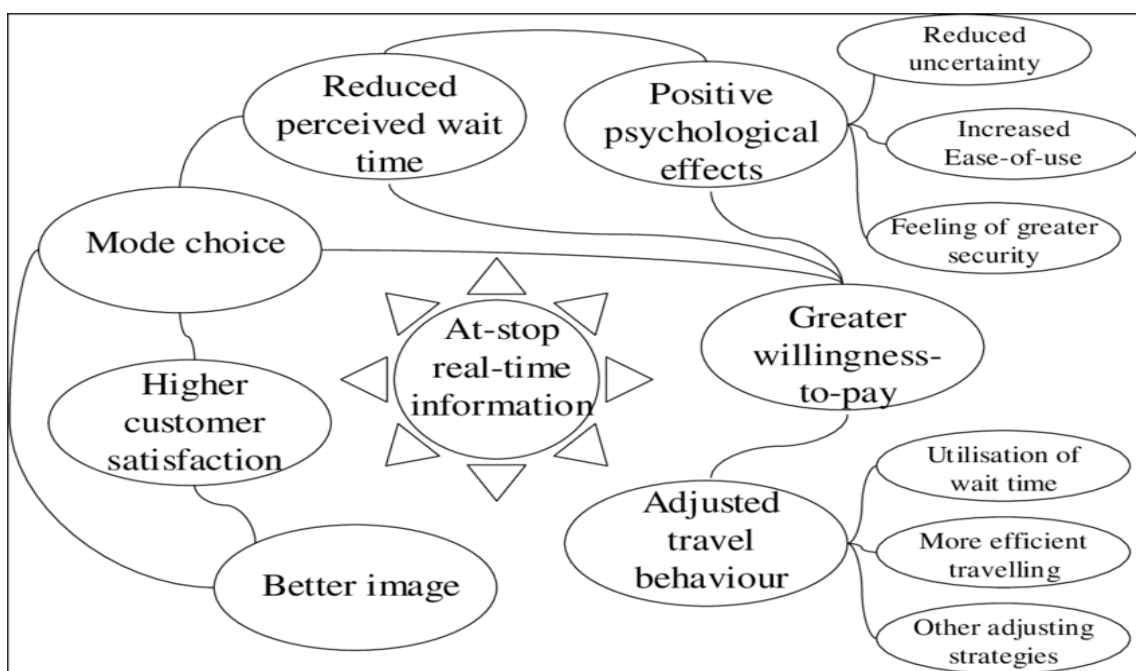 Reduced
perceived wait
time
Positive
psychological
effects
Reduced
uncertainty
Increased
Ease-of-use
Feeling of greater
security
Mode choice
At-stop
real-time
information
Greater
willingness-
to-pay
Higher
customer
satisfaction
Better image
Adjusted
travel
behaviour
Utilisation of
wait time
More efficient
travelling
Other adjusting
strategies